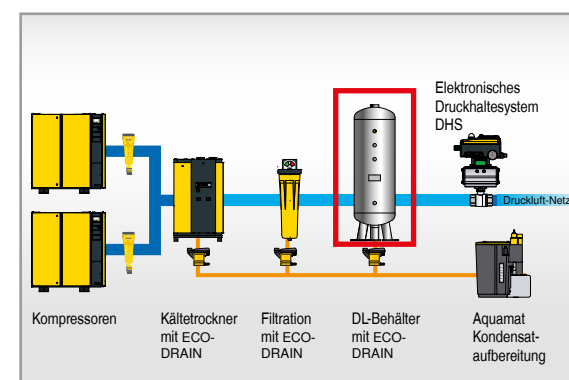 Elektronisches
Druckhaltesystem
DHS
Druckluft-Netz
Kompressoren
Kältetrockner
mit ECO-
DRAIN
Filtration
mit ECO-
DRAIN
DL-Behälter
mit ECO-
DRAIN
Aquamat
Kondensat-
aufbereitung